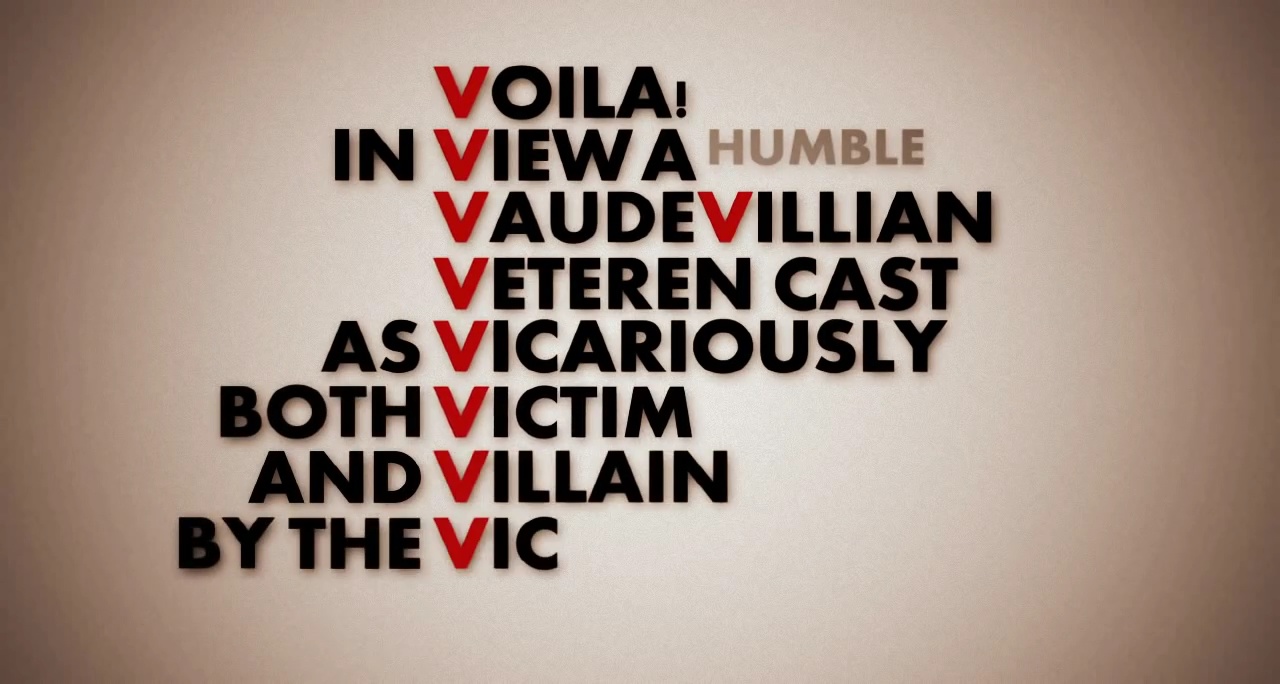 VOILA!
IN VIEW A HUMBLE
VAUDEVILLIAN
VETEREN CAST
AS VICARIOUSLY
BOTH VICTIM
AND VILLAIN
BY THE VIC